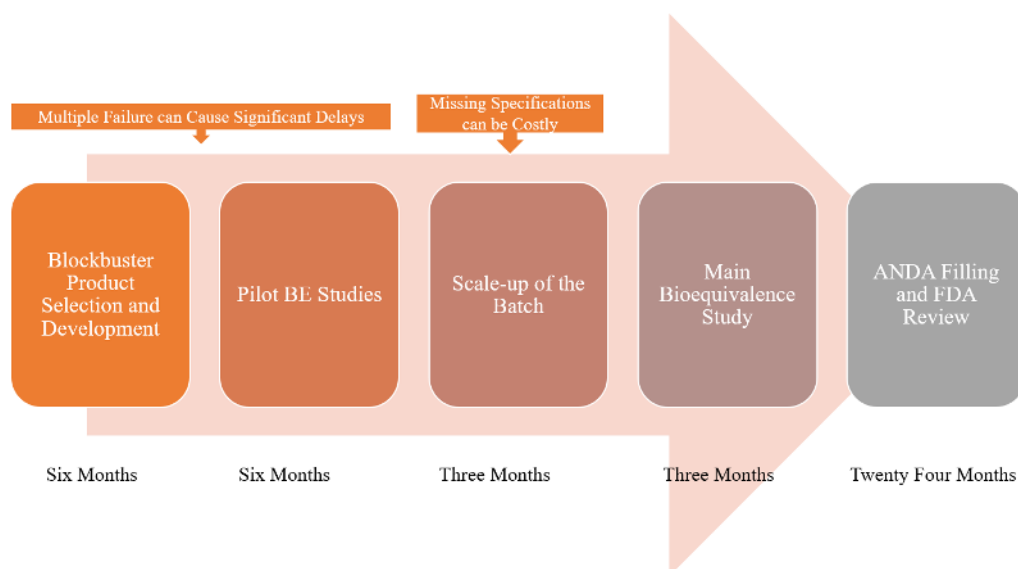 Multiple Failure can Cause Significant Delays
Missing Specifications
can be Costly
Blockbuster
Product
Selection and
Development
Pilot BE Studies
Scale-up of the
Batch
Main
Bioequivalence
Study
ANDA Filling
and FDA
Review
Six Months
Six Months
Three Months
Three Months
Twenty Four Months